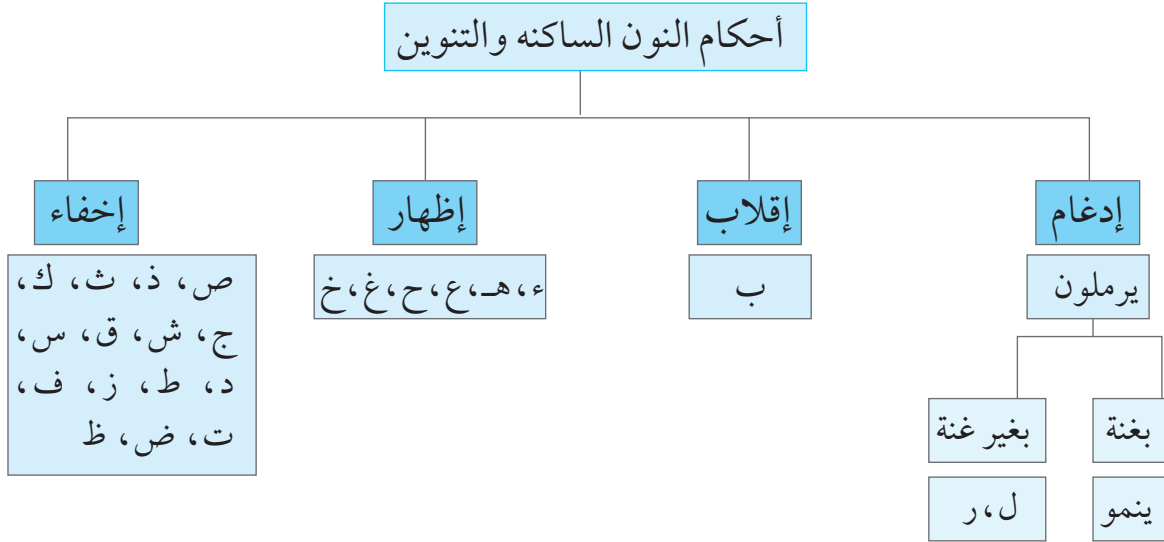 أحكام النون الساكنه والتنوين
إدغام
إقلاب
إظهار
إخفاء
يرملون
ب
ء، هـ، ع، ح، غ، خ
ص، ذ، ث، ك،
ج، ش، ق، س،
د، ط، ز، ف،
ت، ض، ظ
بغنة
بغير غنة
ينمو
ل، ر